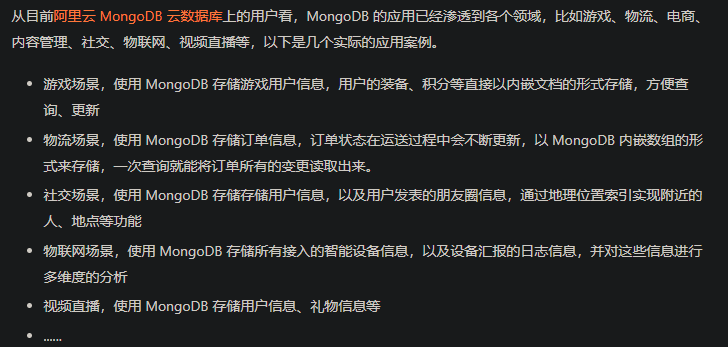 从目前阿里云 MongoDB 云数据库上的用户看，MongoDB 的应用已经渗透到各个领域，比如游戏、物流、电商、
内容管理、社交、物联网、视频直播等，以下是几个实际的应用案例。
• 游戏场景，使用 MongoDB 存储游戏用户信息，用户的装备、积分等直接以内嵌文档的形式存储，方便查
询、更新
• 物流场景，使用 MongoDB 存储订单信息，订单状态在运送过程中会不断更新，以 MongoDB 内嵌数组的形
式来存储，一次查询就能将订单所有的变更读取出来。
• 社交场景，使用 MongoDB 存储存储用户信息，以及用户发表的朋友圈信息，通过地理位置索引实现附近的
人、地点等功能
• 物联网场景，使用 MongoDB 存储所有接入的智能设备信息，以及设备汇报的日志信息，并对这些信息进行
多维度的分析
• 视频直播，使用 MongoDB 存储用户信息、礼物信息等
• ......